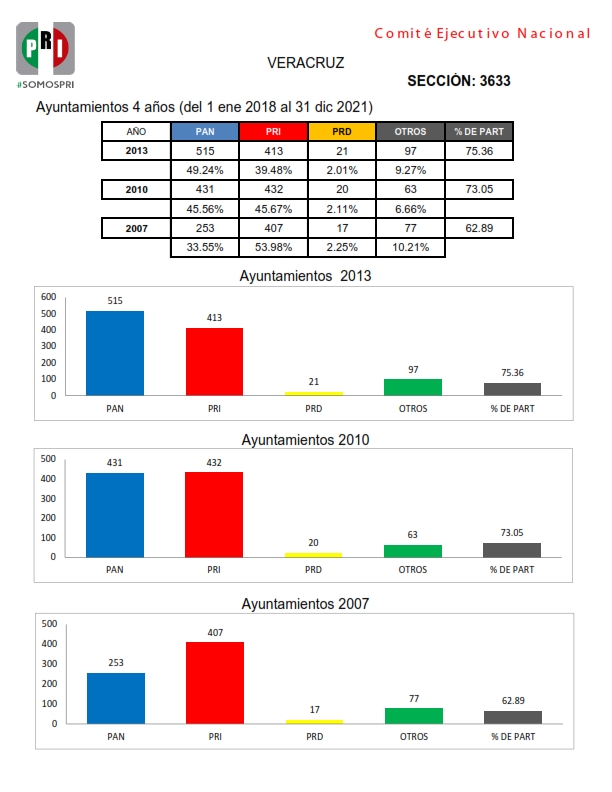 Comité Ejecutivo Nacional
PRI
#SOMOSPRI
VERACRUZ
SECCIÓN: 3633
Ayuntamientos 4 años (del 1 ene 2018 al 31 dic 2021)
AÑO PAN PRI PRD OTROS % DE PART
2013 515 413 21 97 75.36
49.24% 39.48% 2.01% 9.27%
2010 431 432 20 63 73.05
45.56% 45.67% 2.11% 6.66%
2007 253 407 17 77 62.89
33.55% 53.98% 2.25% 10.21%
Ayuntamientos 2013
600
500
400
300
200
100
0
515 413 21 97 75.36
PAN PRI PRD OTROS % DE PART
Ayuntamientos 2010
500
400
300
200
100
0
431 432 20 63 73.05
PAN PRI PRD OTROS % DE PART
Ayuntamientos 2007
500
400
300
200
100
0
253 407 17 77 62.89
PAN PRI PRD OTROS % DE PART